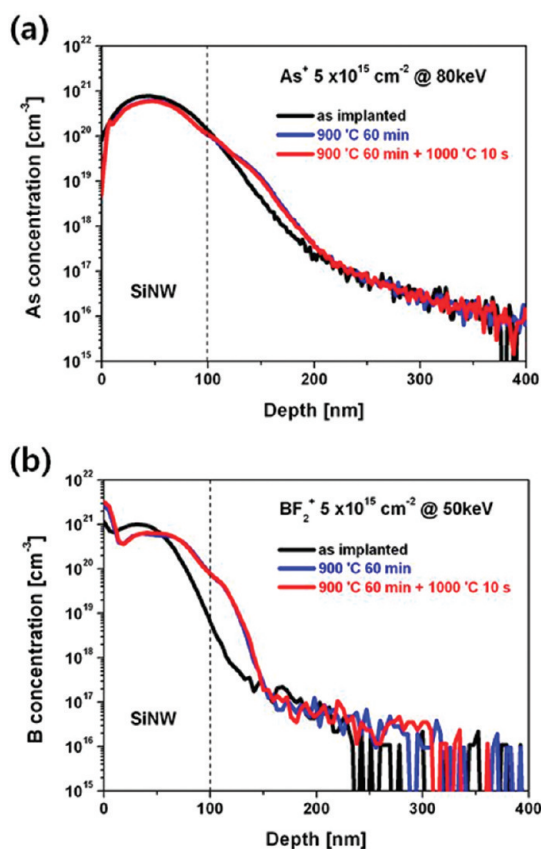 (a)
As⁺ 5 x10¹⁵ cm⁻² @ 80keV
as implanted
900 ℃ 60 min
900 ℃ 60 min + 1000 ℃ 10 s
As concentration [cm⁻³]
10²²
10²¹
10²⁰
10¹⁹
10¹⁸
10¹⁷
10¹⁶
10¹⁵
SiNW
0 100 200 300 400
Depth [nm]
(b)
BF₂⁺ 5 x10¹⁵ cm⁻² @ 50keV
as implanted
900 ℃ 60 min
900 ℃ 60 min + 1000 ℃ 10 s
B concentration [cm⁻³]
10²²
10²¹
10²⁰
10¹⁹
10¹⁸
10¹⁷
10¹⁶
10¹⁵
SiNW
0 100 200 300 400
Depth [nm]